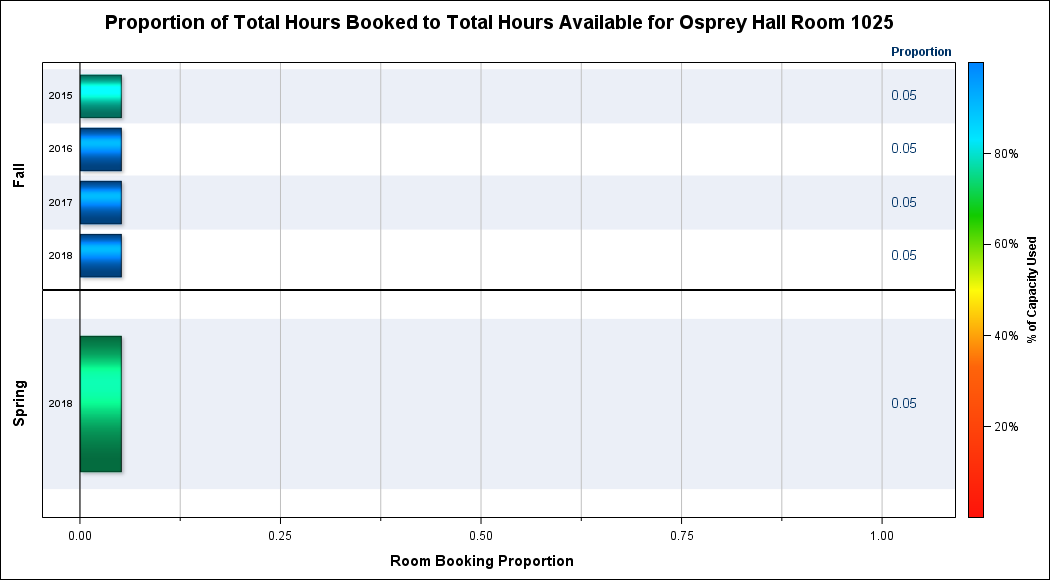 Proportion of Total Hours Booked to Total Hours Available for Osprey Hall Room 1025
Proportion
Fall
2015 0.05
2016 0.05
2017 0.05
2018 0.05
Spring
2018 0.05
0.00 0.25 0.50 0.75 1.00
Room Booking Proportion
80%
60%
40%
20%
% of Capacity Used